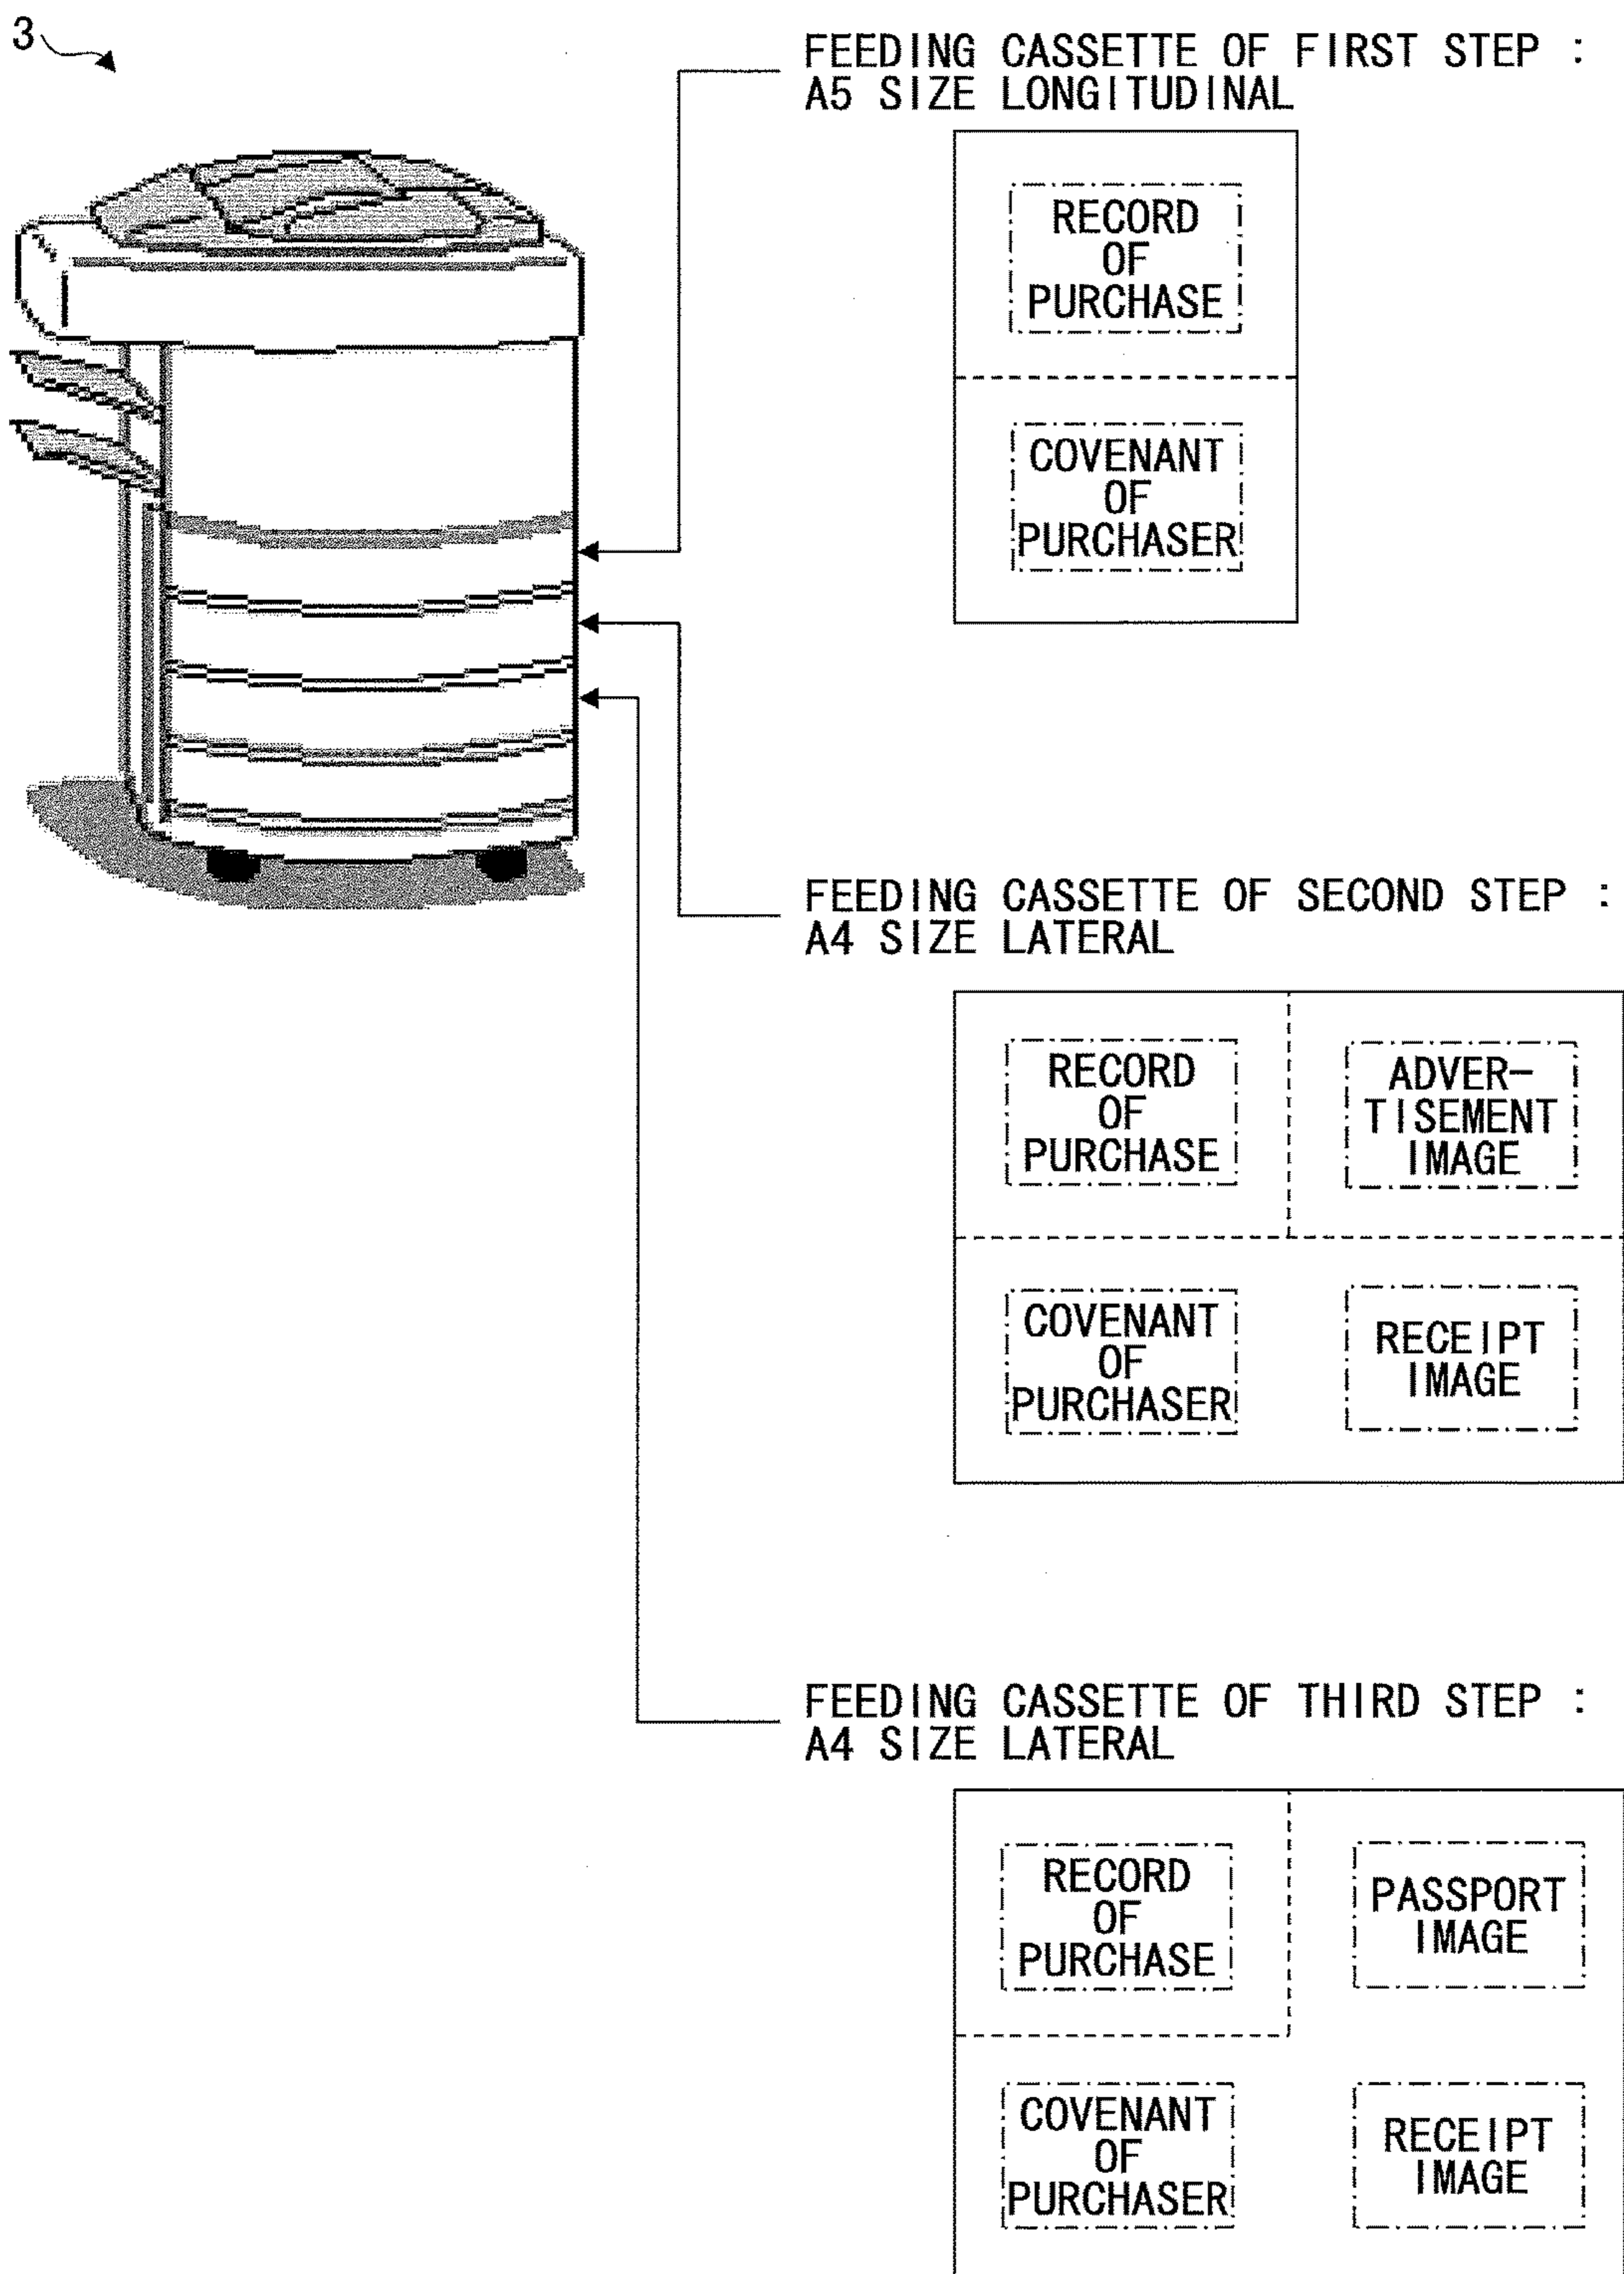 3
FEEDING CASSETTE OF FIRST STEP :
A5 SIZE LONGITUDINAL
RECORD
OF
PURCHASE
COVENANT
OF
PURCHASER
FEEDING CASSETTE OF SECOND STEP :
A4 SIZE LATERAL
RECORD
OF
PURCHASE
ADVER-
TISEMENT
IMAGE
COVENANT
OF
PURCHASER
RECEIPT
IMAGE
FEEDING CASSETTE OF THIRD STEP :
A4 SIZE LATERAL
RECORD
OF
PURCHASE
PASSPORT
IMAGE
COVENANT
OF
PURCHASER
RECEIPT
IMAGE